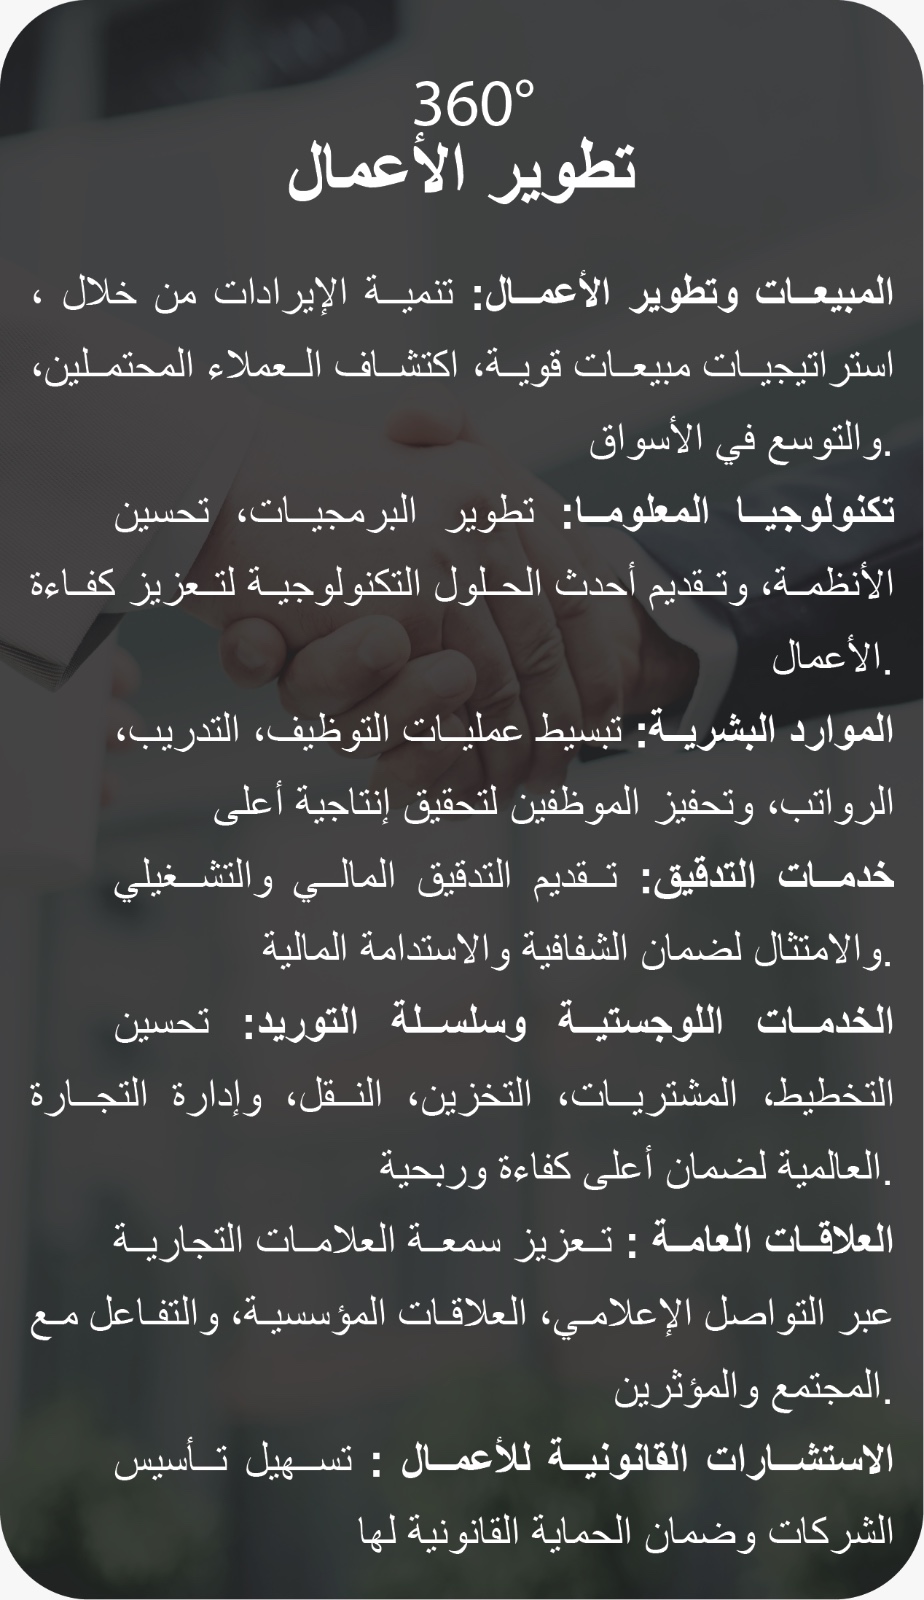 360°
تطوير الأعمال
المبيعات وتطوير الأعمال: تنمية الإيرادات من خلال ،
استراتيجيات مبيعات قوية، اكتشاف العملاء المحتملين،
.والتوسع في الأسواق
تكنولوجيا المعلوما: تطوير البرمجيات، تحسين
الأنظمة، وتقديم أحدث الحلول التكنولوجية لتعزيز كفاءة
.الأعمال
الموارد البشرية: تبسيط عمليات التوظيف، التدريب،
الرواتب، وتحفيز الموظفين لتحقيق إنتاجية أعلى
خدمات التدقيق: تقديم التدقيق المالي والتشغيلي
.والامتثال لضمان الشفافية والاستدامة المالية
الخدمات اللوجستية وسلسلة التوريد: تحسين
التخطيط، المشتريات، التخزين، النقل، وإدارة التجارة
.العالمية لضمان أعلى كفاءة وربحية
العلاقات العامة : تعزيز سمعة العلامات التجارية
عبر التواصل الإعلامي، العلاقات المؤسسية، والتفاعل مع
.المجتمع والمؤثرين
الاستشارات القانونية للأعمال : تسهيل تأسيس
الشركات وضمان الحماية القانونية لها